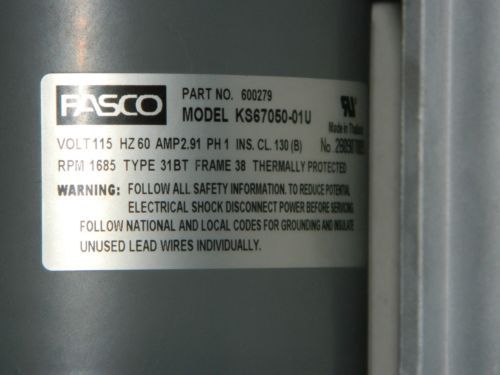 FASCO
PART NO. 600279
MODEL KS67050-01U
Made in Thailand
VOLT 115 HZ 60 AMP 2.91 PH 1 INS. CL. 130 (B) No
RPM 1685 TYPE 31BT FRAME 38 THERMALLY PROTECTED
WARNING: FOLLOW ALL SAFETY INFORMATION. TO REDUCE POTENTIAL
ELECTRICAL SHOCK DISCONNECT POWER BEFORE SERVICING.
FOLLOW NATIONAL AND LOCAL CODES FOR GROUNDING AND INSULATE
UNUSED LEAD WIRES INDIVIDUALLY.